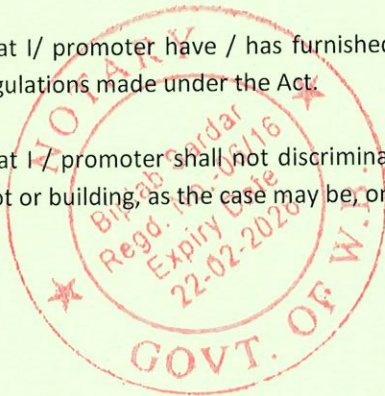 at I/ promoter have / has furnished
gulations made under the Act.
at I / promoter shall not discrimina
ot or building, as the case may be, or
NOTARY
Biplab Sardar
Regd. No.-06/16
Expiry Date
22-02-2026
GOVT. OF W.B.